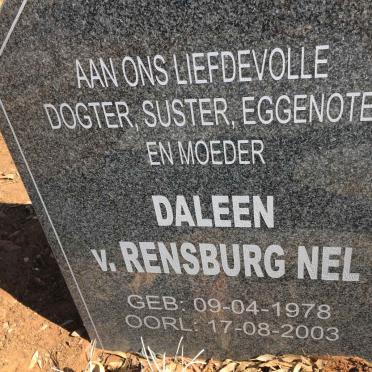 AAN ONS LIEFDEVOLLE
DOGTER, SUSTER, EGGENOTE
EN MOEDER
DALEEN
v. RENSBURG NEL
GEB: 09-04-1978
OORL: 17-08-2003